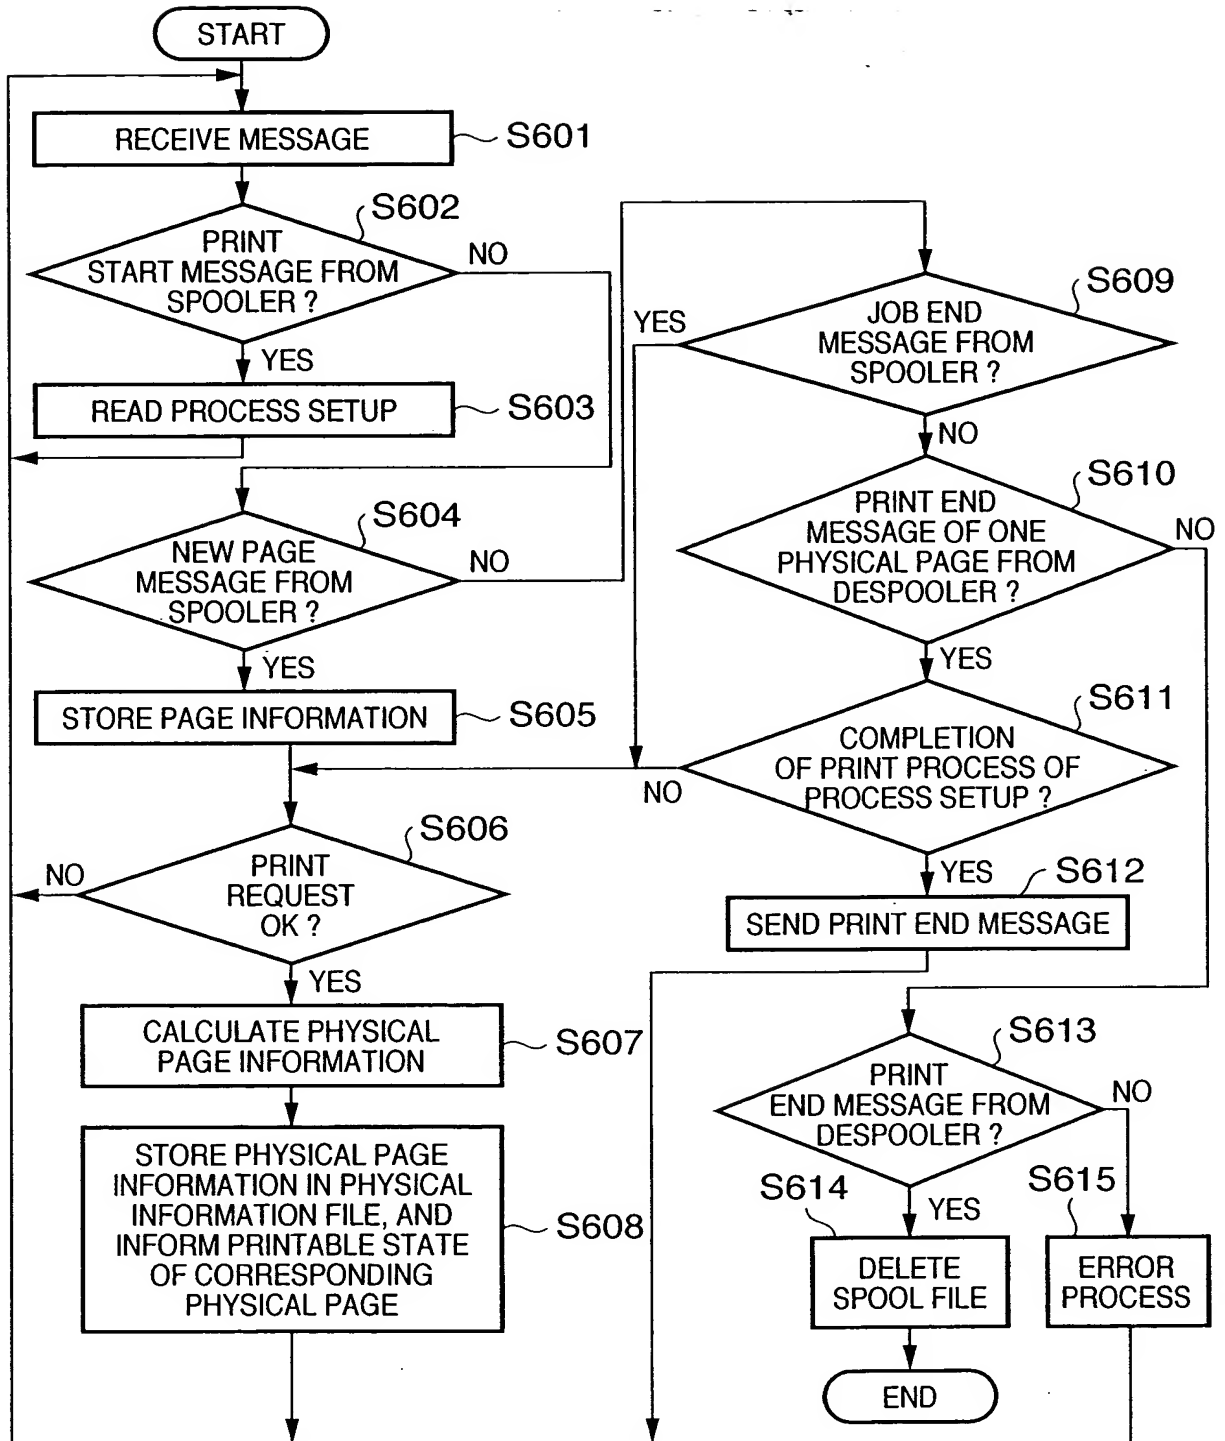 START
RECEIVE MESSAGE
S601
S602
PRINT
START MESSAGE FROM
SPOOLER ?
NO
YES
READ PROCESS SETUP
S603
S604
NEW PAGE
MESSAGE FROM
SPOOLER ?
NO
YES
STORE PAGE INFORMATION
S605
S606
PRINT
REQUEST
OK ?
NO
YES
CALCULATE PHYSICAL
PAGE INFORMATION
S607
STORE PHYSICAL PAGE
INFORMATION IN PHYSICAL
INFORMATION FILE, AND
INFORM PRINTABLE STATE
OF CORRESPONDING
PHYSICAL PAGE
S608
S609
JOB END
MESSAGE FROM
SPOOLER ?
YES
NO
S610
PRINT END
MESSAGE OF ONE
PHYSICAL PAGE FROM
DESPOOLER ?
NO
YES
S611
COMPLETION
OF PRINT PROCESS OF
PROCESS SETUP ?
NO
YES
S612
SEND PRINT END MESSAGE
S613
PRINT
END MESSAGE FROM
DESPOOLER ?
NO
YES
S614
DELETE
SPOOL FILE
S615
ERROR
PROCESS
END